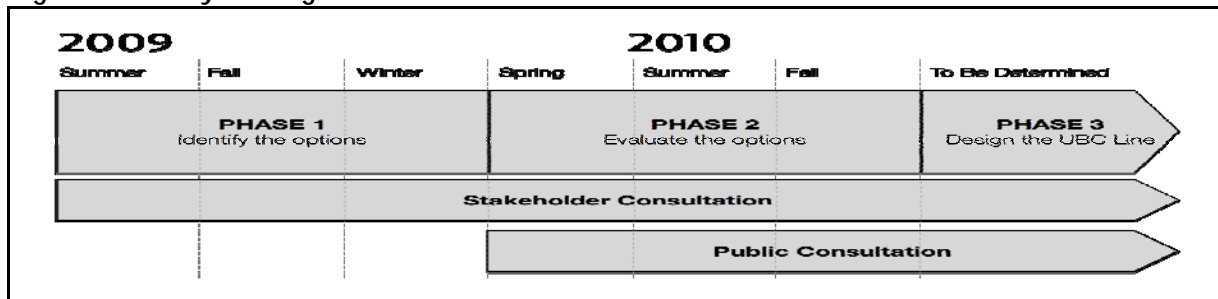 2009 2010
Summer Fall Winter Spring Summer Fall To Be Determined
PHASE 1 PHASE 2 PHASE 3
Identify the options Evaluate the options Design the UBC Line
Stakeholder Consultation
Public Consultation